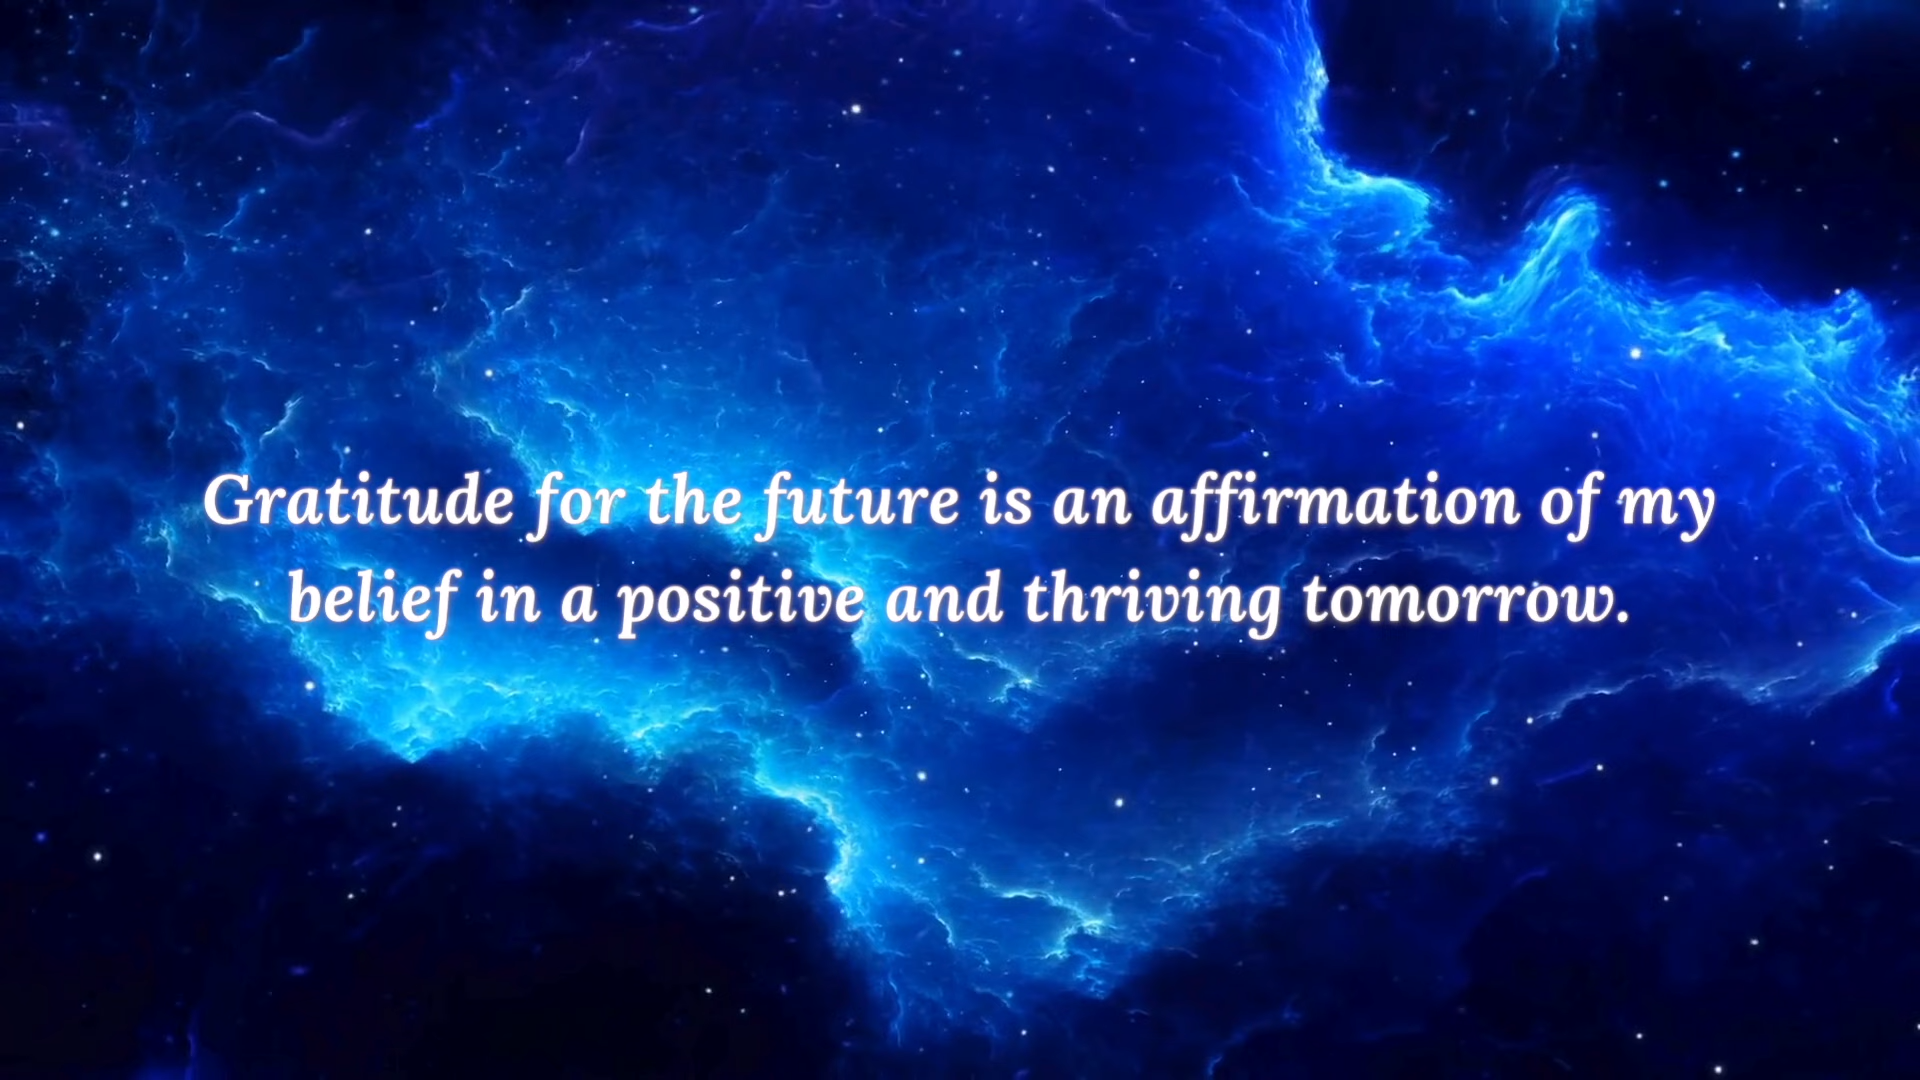 Gratitude for the future is an affirmation of my
belief in a positive and thriving tomorrow.